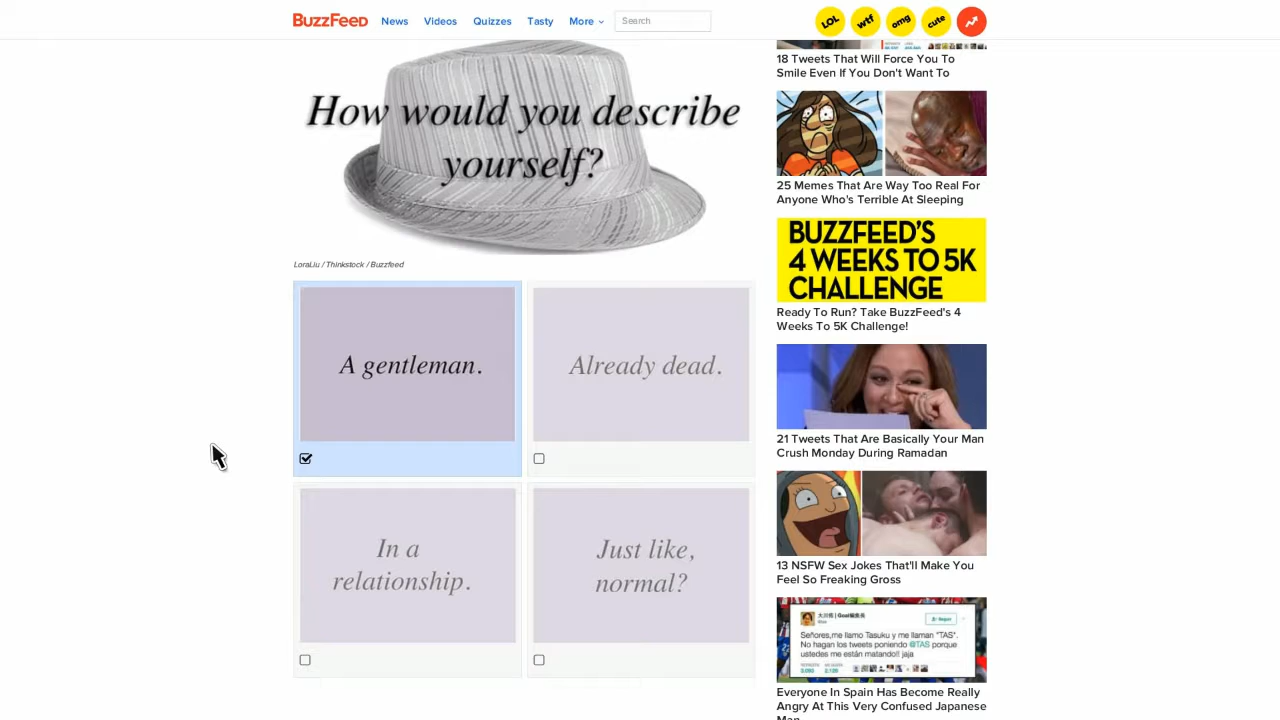 BuzzFeed News Videos Quizzes Tasty More Search LOL wtf omg cute
How would you describe
yourself?
LoraLiu / Thinkstock / Buzzfeed
A gentleman.
Already dead.
In a
relationship.
Just like,
normal?
18 Tweets That Will Force You To
Smile Even If You Don't Want To
25 Memes That Are Way Too Real For
Anyone Who's Terrible At Sleeping
BUZZFEED'S
4 WEEKS TO 5K
CHALLENGE
Ready To Run? Take BuzzFeed's 4
Weeks To 5K Challenge!
21 Tweets That Are Basically Your Man
Crush Monday During Ramadan
13 NSFW Sex Jokes That'll Make You
Feel So Freaking Gross
Señores,me llamo Tasuku y me llaman "TAS".
No hagan los tweets poniendo @TAS porque
ustedes me están matando!! jaja
Everyone In Spain Has Become Really
Angry At This Very Confused Japanese
Man